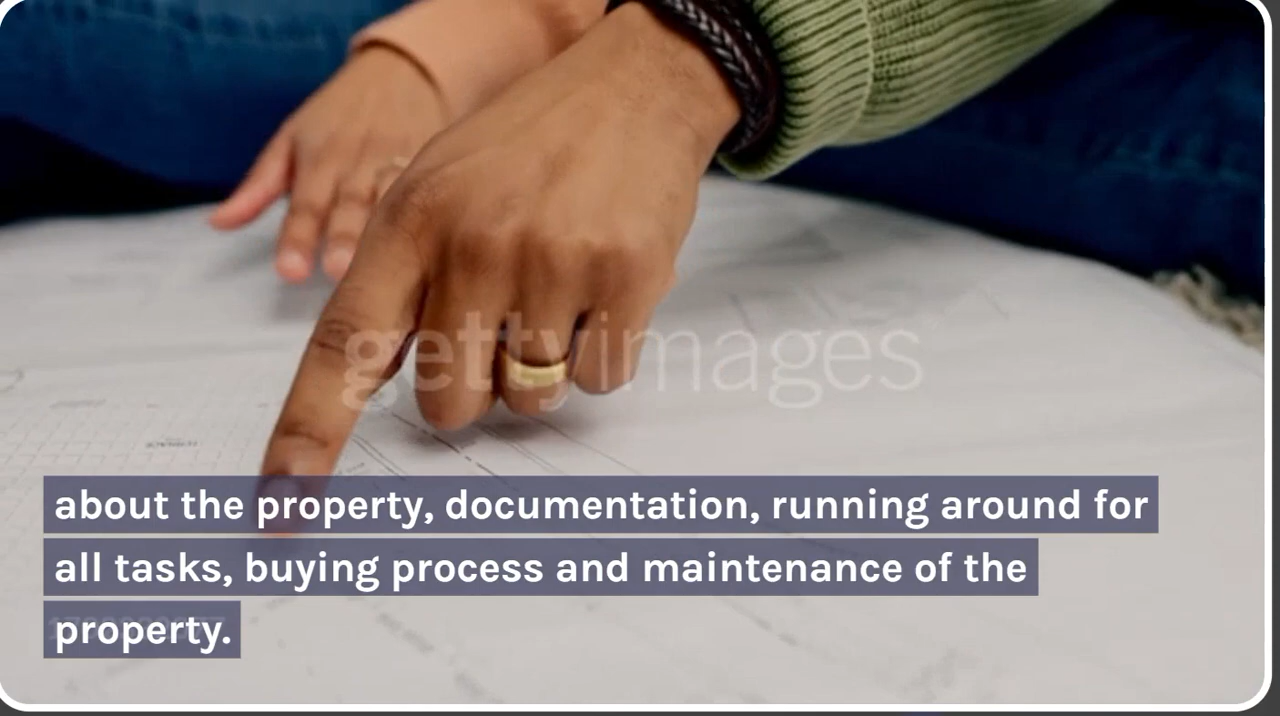 gettyimages
about the property, documentation, running around for
all tasks, buying process and maintenance of the
property.